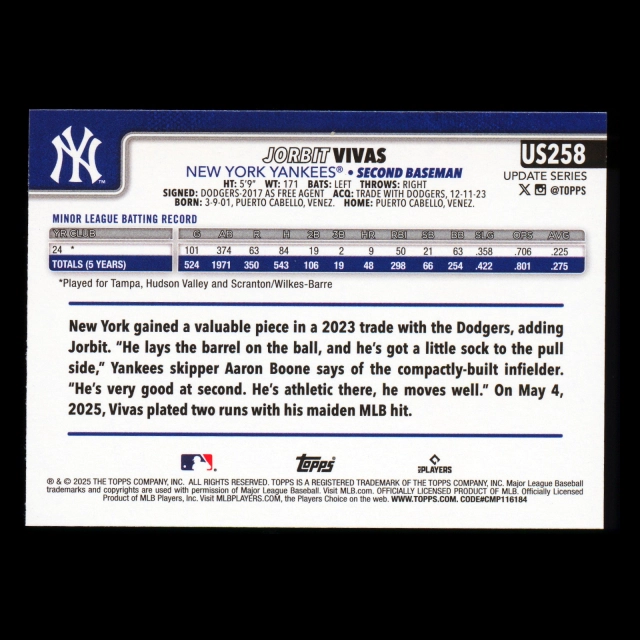 NY
JORBIT VIVAS
US258
NEW YORK YANKEES® • SECOND BASEMAN
UPDATE SERIES
HT: 5'9" WT: 171 BATS: LEFT THROWS: RIGHT
X @TOPPS
SIGNED: DODGERS-2017 AS FREE AGENT ACQ: TRADE WITH DODGERS, 12-11-23
BORN: 3-9-01, PUERTO CABELLO, VENEZ. HOME: PUERTO CABELLO, VENEZ.
MINOR LEAGUE BATTING RECORD
YR CLUB G AB R H 2B 3B HR RBI SB BB SLG OPS AVG
24 * 101 374 63 84 19 2 9 50 21 63 .358 .706 .225
TOTALS (5 YEARS) 524 1971 350 543 106 19 48 298 66 254 .422 .801 .275
*Played for Tampa, Hudson Valley and Scranton/Wilkes-Barre
New York gained a valuable piece in a 2023 trade with the Dodgers, adding
Jorbit. “He lays the barrel on the ball, and he's got a little sock to the pull
side,” Yankees skipper Aaron Boone says of the compactly-built infielder.
“He's very good at second. He's athletic there, he moves well.” On May 4,
2025, Vivas plated two runs with his maiden MLB hit.
Topps
PLAYERS
® & © 2025 THE TOPPS COMPANY, INC. ALL RIGHTS RESERVED. TOPPS IS A REGISTERED TRADEMARK OF THE TOPPS COMPANY, INC. Major League Baseball
trademarks and copyrights are used with permission of Major League Baseball. Visit MLB.com. OFFICIALLY LICENSED PRODUCT OF MLB. Officially Licensed
Product of MLB Players, Inc. Visit MLBPLAYERS.COM, the Players Choice on the web. WWW.TOPPS.COM. CODE#CMP116184